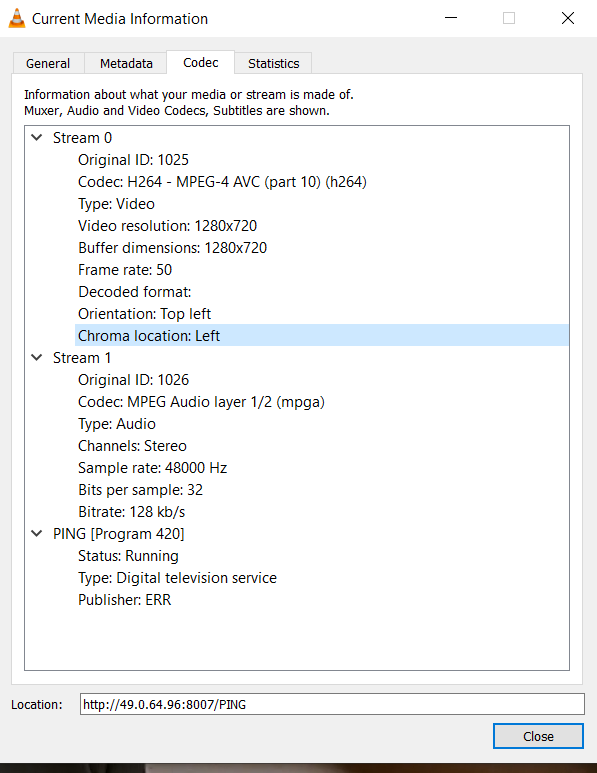 Current Media Information
General
Metadata
Codec
Statistics
Information about what your media or stream is made of.
Muxer, Audio and Video Codecs, Subtitles are shown.
Stream 0
Original ID: 1025
Codec: H264 - MPEG-4 AVC (part 10) (h264)
Type: Video
Video resolution: 1280x720
Buffer dimensions: 1280x720
Frame rate: 50
Decoded format:
Orientation: Top left
Chroma location: Left
Stream 1
Original ID: 1026
Codec: MPEG Audio layer 1/2 (mpga)
Type: Audio
Channels: Stereo
Sample rate: 48000 Hz
Bits per sample: 32
Bitrate: 128 kb/s
PING [Program 420]
Status: Running
Type: Digital television service
Publisher: ERR
Location: http://49.0.64.96:8007/PING
Close